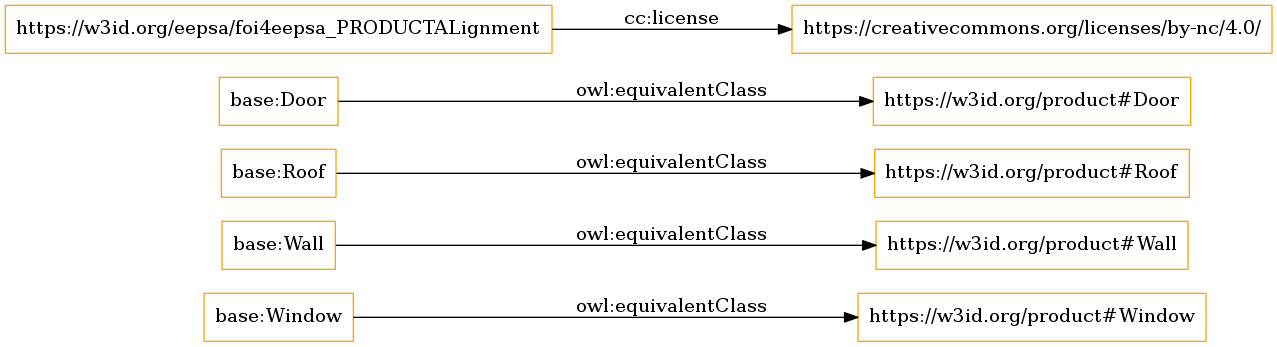 https://w3id.org/eepsa/foi4eepsa_PRODUCTALignment cc:license https://creativecommons.org/licenses/by-nc/4.0/
base:Door owl:equivalentClass https://w3id.org/product#Door
base:Roof owl:equivalentClass https://w3id.org/product#Roof
base:Wall owl:equivalentClass https://w3id.org/product#Wall
base:Window owl:equivalentClass https://w3id.org/product#Window